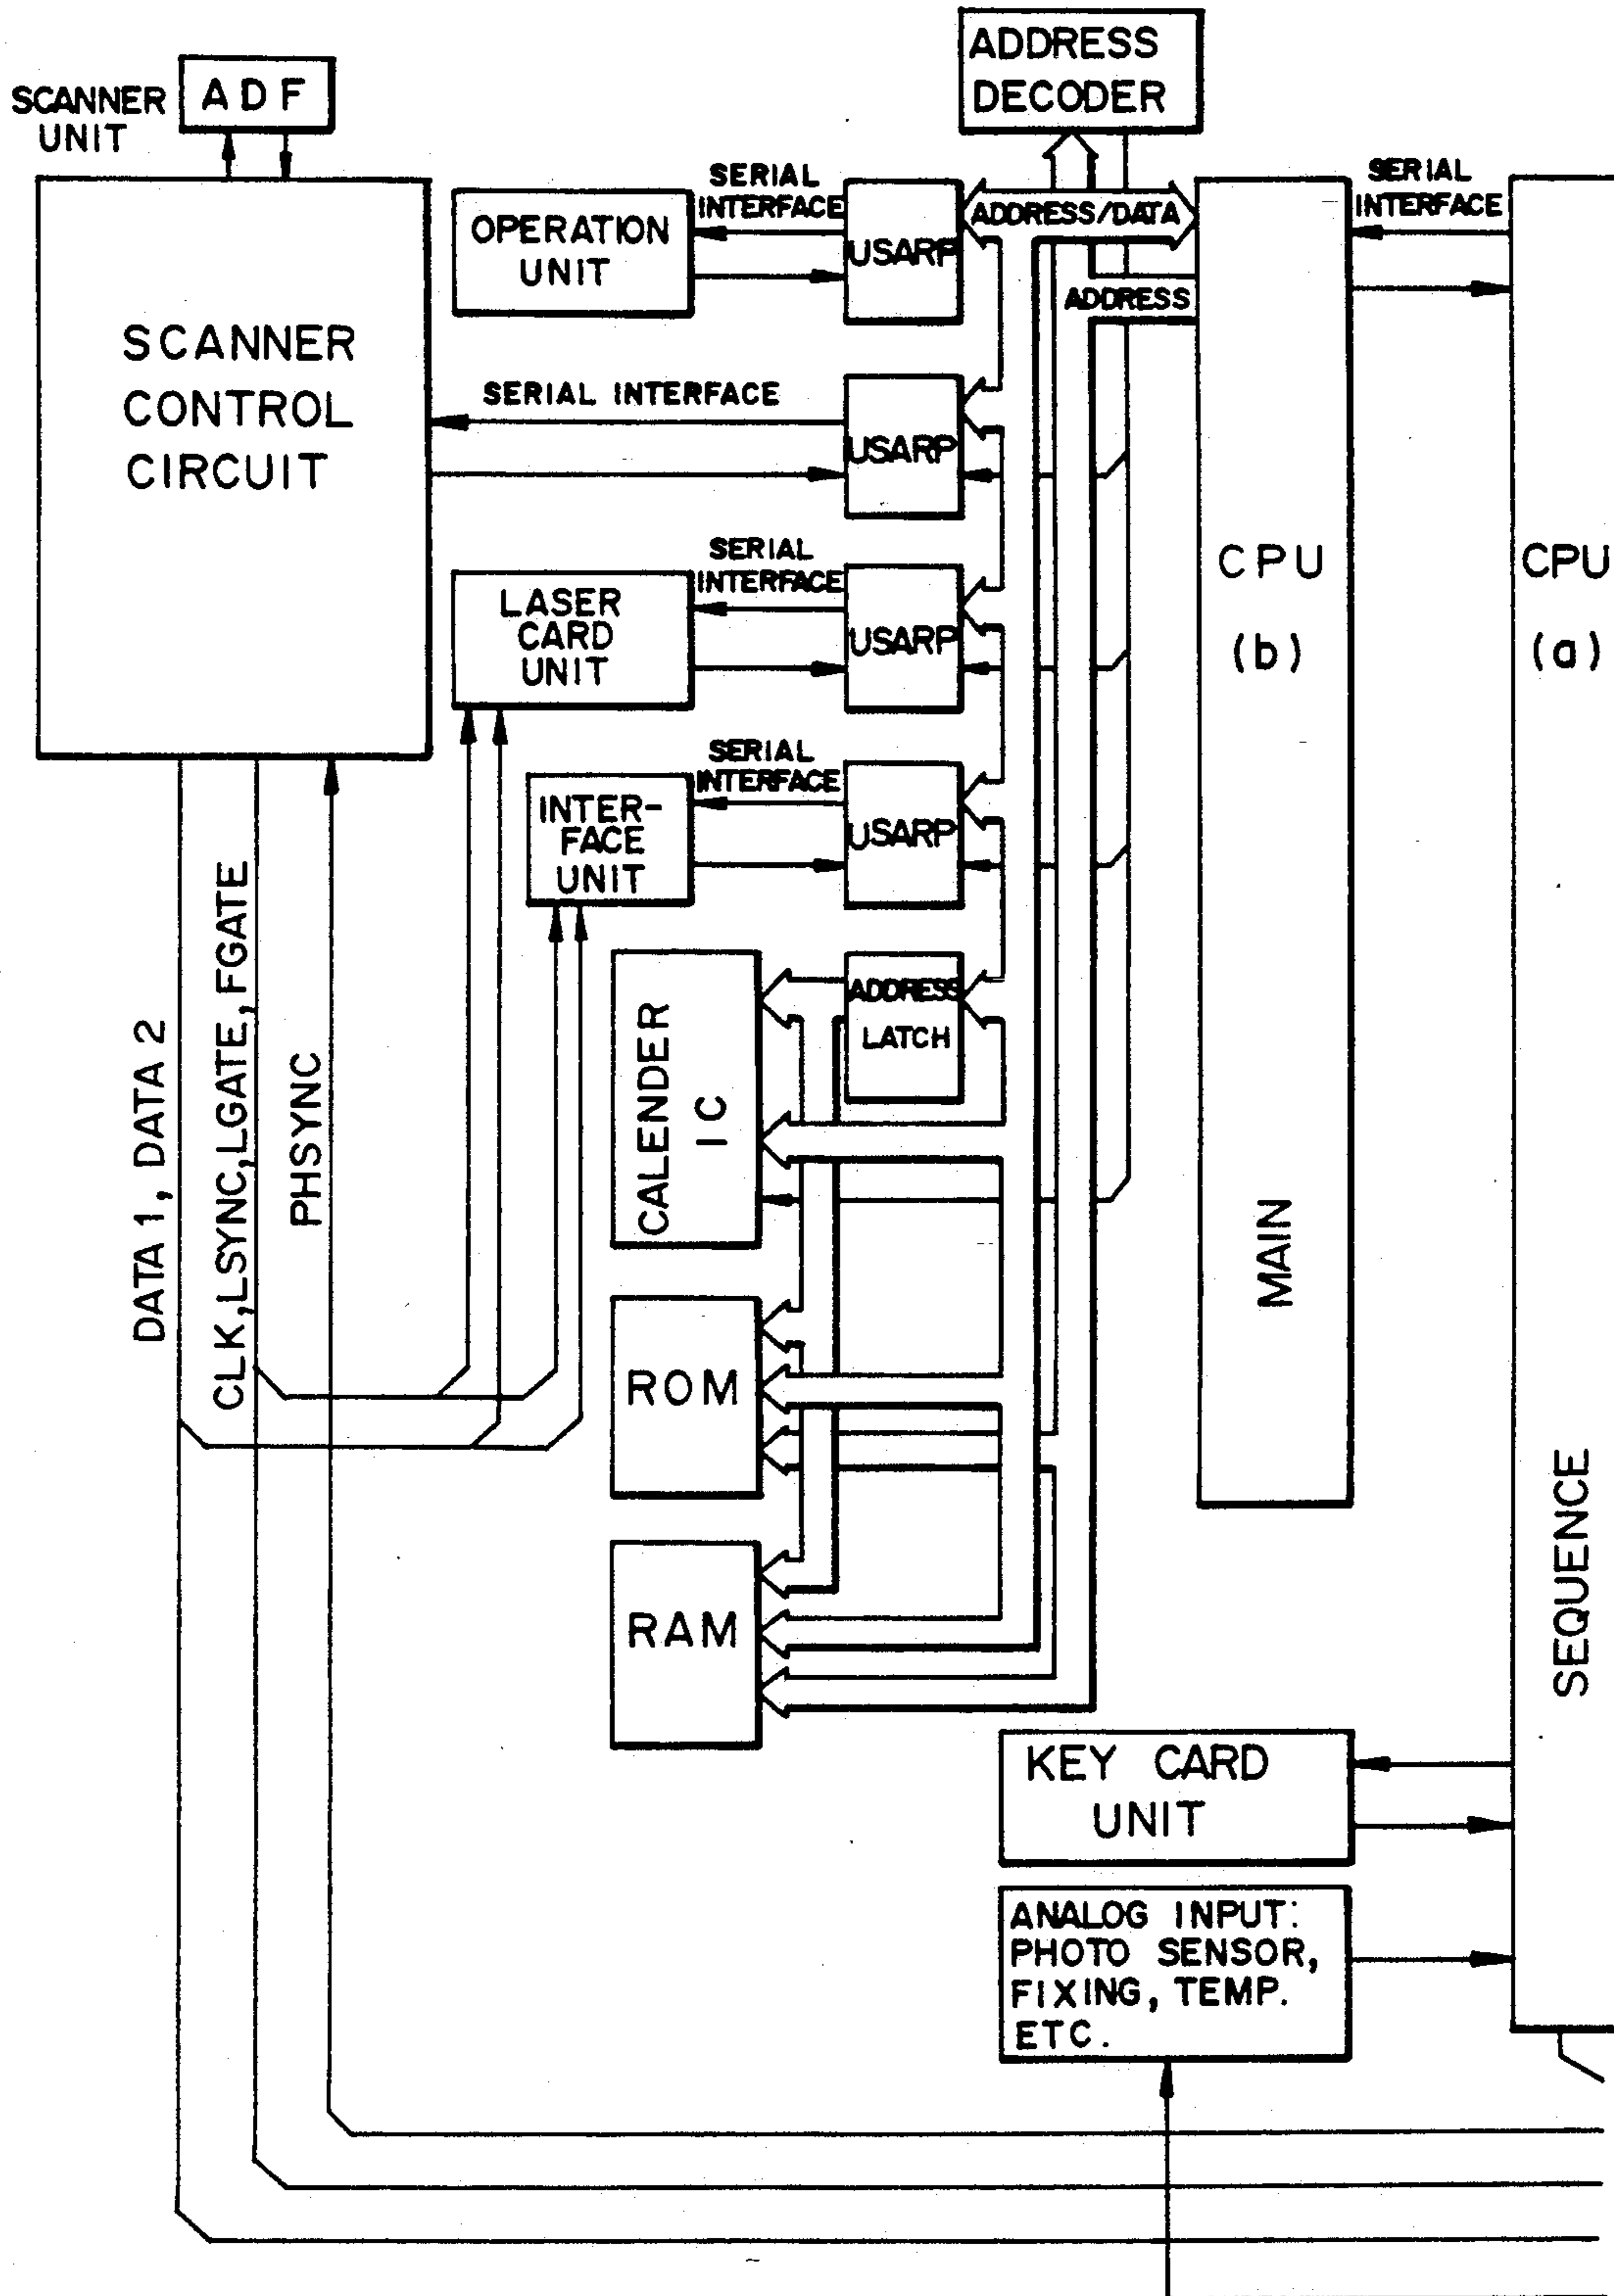 ADDRESS
DECODER
SCANNER
UNIT
ADF
SERIAL
INTERFACE
OPERATION
UNIT
USARP
ADDRESS/DATA
SERIAL
INTERFACE
ADDRESS
SCANNER
CONTROL
CIRCUIT
SERIAL INTERFACE
USARP
CPU
(b)
MAIN
CPU
(a)
SEQUENCE
SERIAL
INTERFACE
LASER
CARD
UNIT
USARP
SERIAL
INTERFACE
INTER-
FACE
UNIT
USARP
DATA 1, DATA 2
CLK,LSYNC,LGATE,FGATE
PHSYNC
CALENDER
IC
ADDRESS
LATCH
ROM
RAM
KEY CARD
UNIT
ANALOG INPUT:
PHOTO SENSOR,
FIXING, TEMP.
ETC.